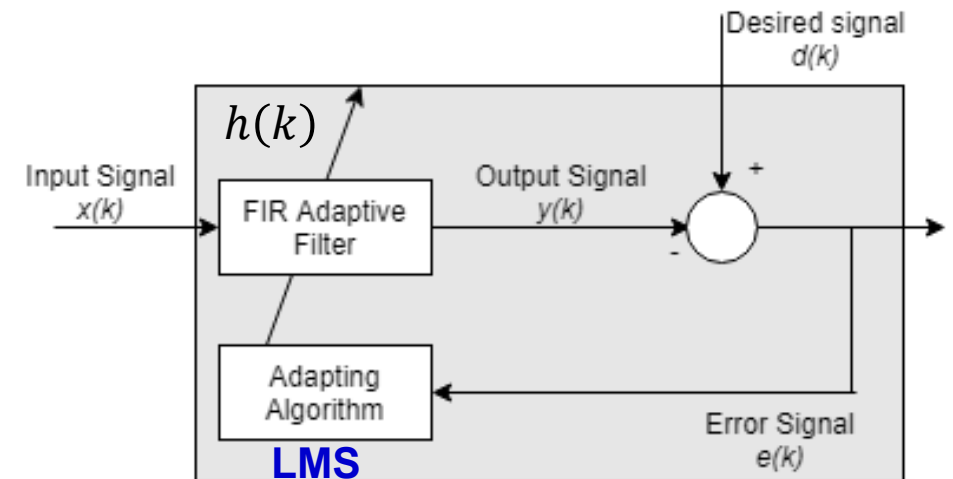 Desired signal
d(k)
h(k)
Input Signal
x(k)
FIR Adaptive
Filter
Output Signal
y(k)
+
-
Adapting
Algorithm
LMS
Error Signal
e(k)